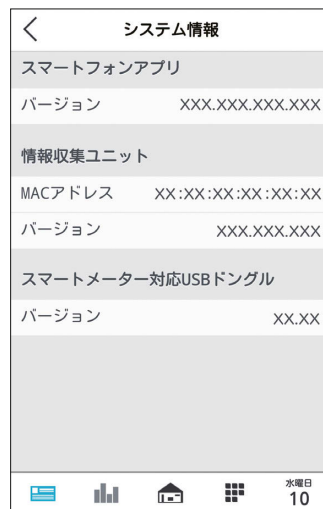 システム情報
スマートフォンアプリ
バージョン XXX.XXX.XXX.XXX
情報収集ユニット
MACアドレス XX:XX:XX:XX:XX:XX
バージョン XXX.XXX.XXX
スマートメーター対応USBドングル
バージョン XX.XX
水曜日
10